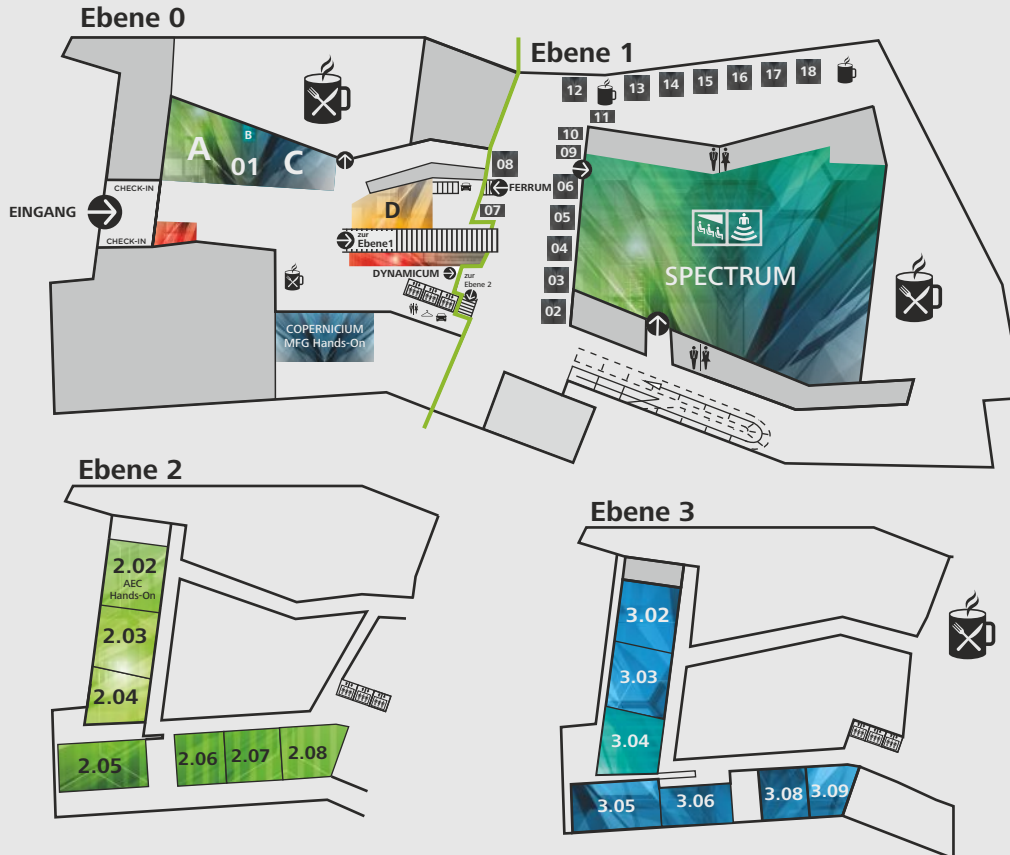 Ebene 0
A
B
01
C
CHECK-IN
EINGANG
CHECK-IN
D
zur
Ebene1
DYNAMICUM
zur
Ebene 2
COPERNICIUM
MFG Hands-On
Ebene 1
08
FERRUM
07
12
13
14
15
16
17
18
11
10
09
06
05
04
03
02
SPECTRUM
Ebene 2
2.02
AEC
Hands-On
2.03
2.04
2.05
2.06
2.07
2.08
Ebene 3
3.02
3.03
3.04
3.05
3.06
3.08
3.09